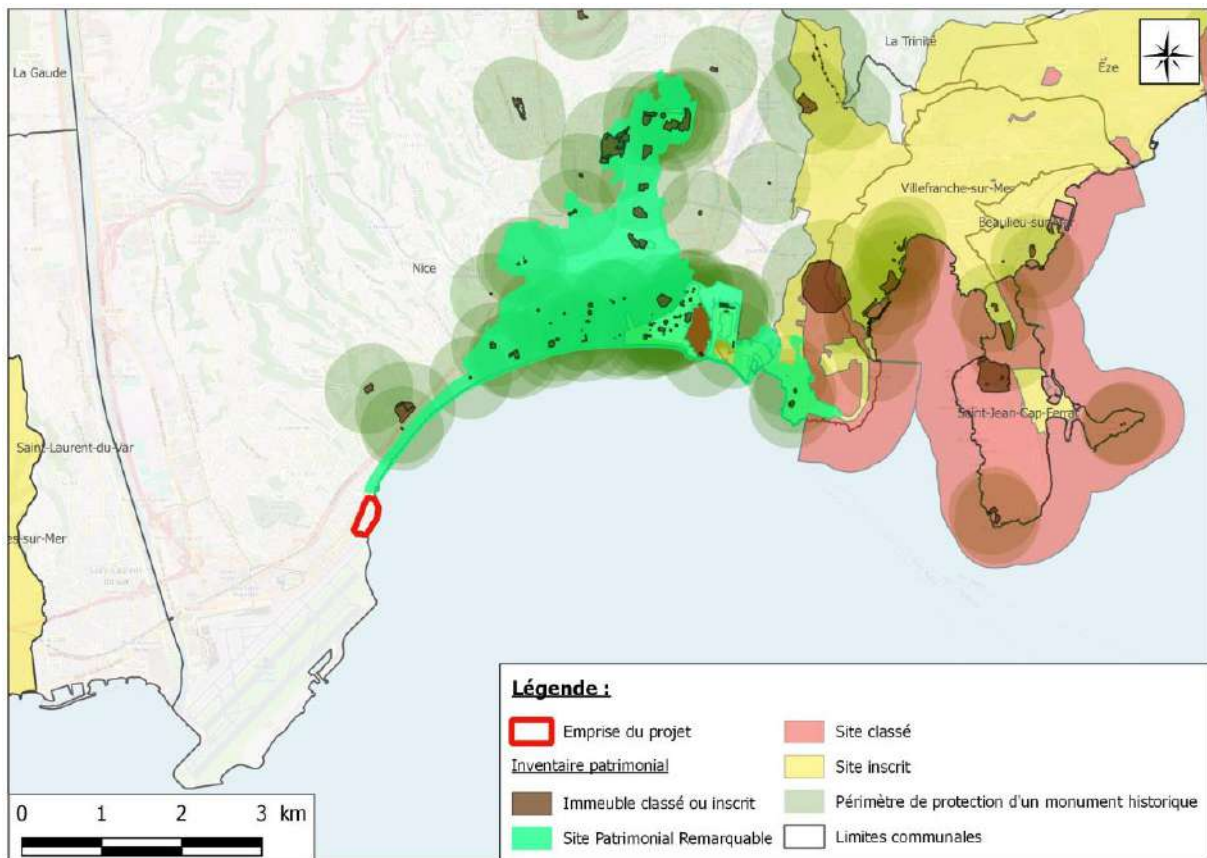 La Trinité
La Gaude
Èze
Villefranche-sur-Mer
Beaulieu-sur-
Nice
Saint-Jean-Cap-Ferrat
Saint-Laurent-du-Var
es-sur-Mer
Légende :
Emprise du projet
Site classé
Inventaire patrimonial
Site inscrit
Immeuble classé ou inscrit
Périmètre de protection d'un monument historique
Site Patrimonial Remarquable
Limites communales
0 1 2 3 km